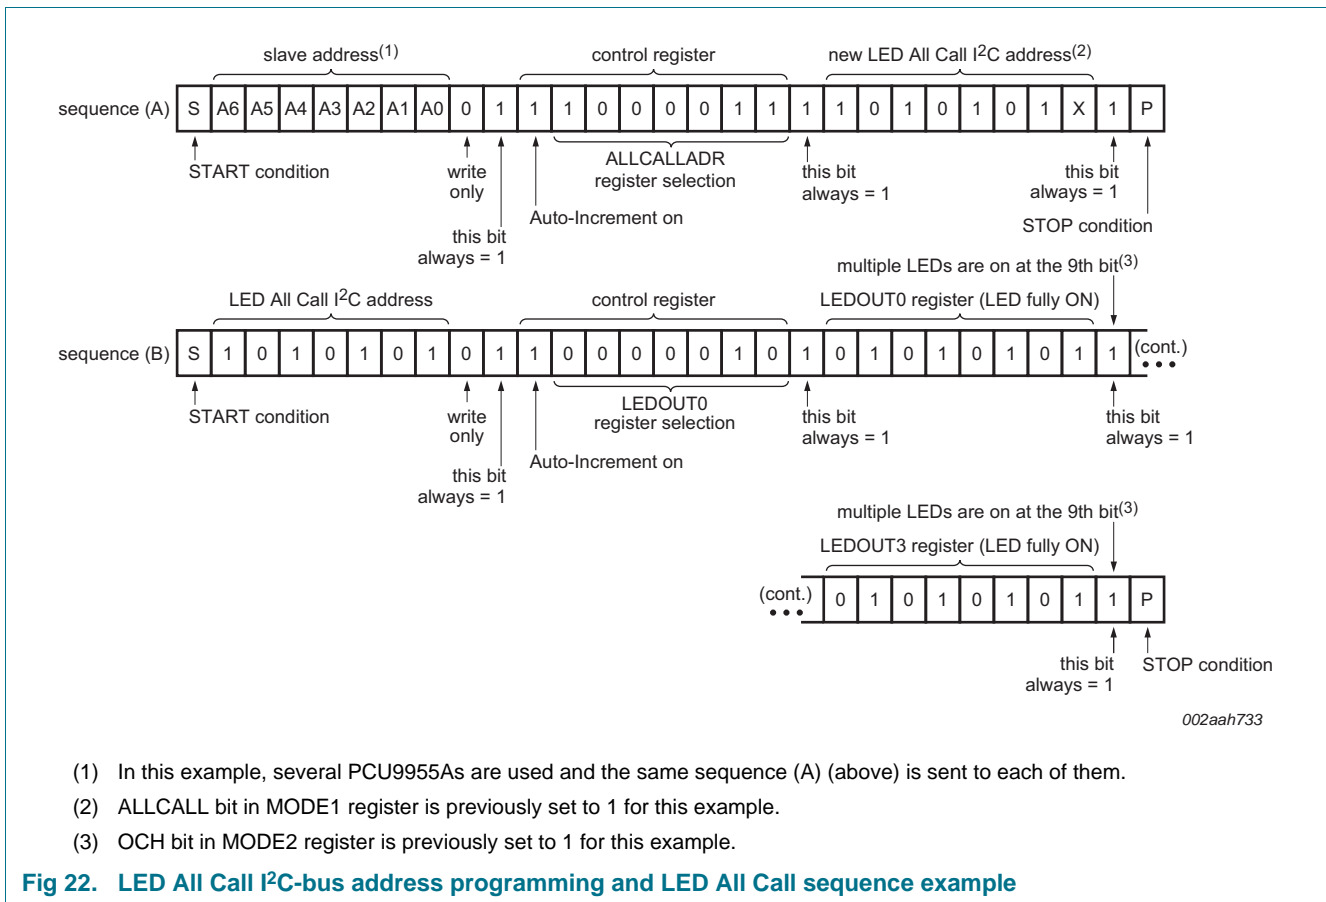 slave address(1) control register new LED All Call I2C address(2)
sequence (A) S A6 A5 A4 A3 A2 A1 A0 0 1 1 1 0 0 0 0 1 1 1 1 0 1 0 1 0 1 X 1 P
START condition write only this bit always = 1 Auto-Increment on ALLCALLADR register selection this bit always = 1 this bit always = 1 STOP condition
multiple LEDs are on at the 9th bit(3)
LED All Call I2C address control register LEDOUT0 register (LED fully ON)
sequence (B) S 1 0 1 0 1 0 1 0 1 1 0 0 0 0 0 1 0 1 0 1 0 1 0 1 0 1 1 (cont.)
START condition write only this bit always = 1 Auto-Increment on LEDOUT0 register selection this bit always = 1 this bit always = 1
multiple LEDs are on at the 9th bit(3)
LEDOUT3 register (LED fully ON)
(cont.) 0 1 0 1 0 1 0 1 1 P
this bit always = 1 STOP condition
002aah733
(1) In this example, several PCU9955As are used and the same sequence (A) (above) is sent to each of them.
(2) ALLCALL bit in MODE1 register is previously set to 1 for this example.
(3) OCH bit in MODE2 register is previously set to 1 for this example.
Fig 22. LED All Call I2C-bus address programming and LED All Call sequence example